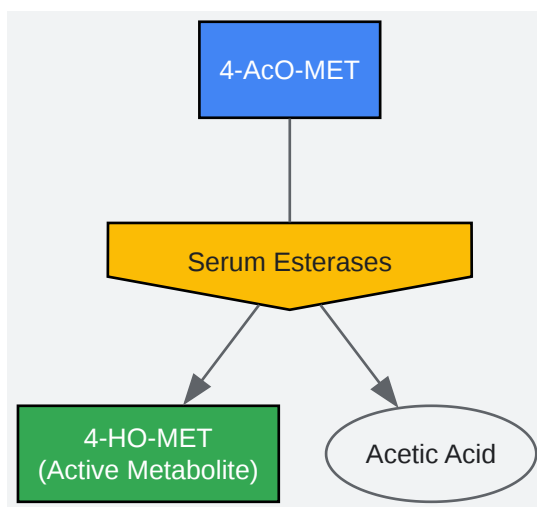 4-AcO-MET
Serum Esterases
4-HO-MET
(Active Metabolite)
Acetic Acid